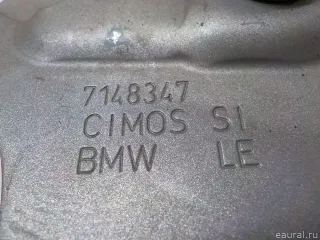 7148347
CIMOS SI
BMW LE
eaural.ru